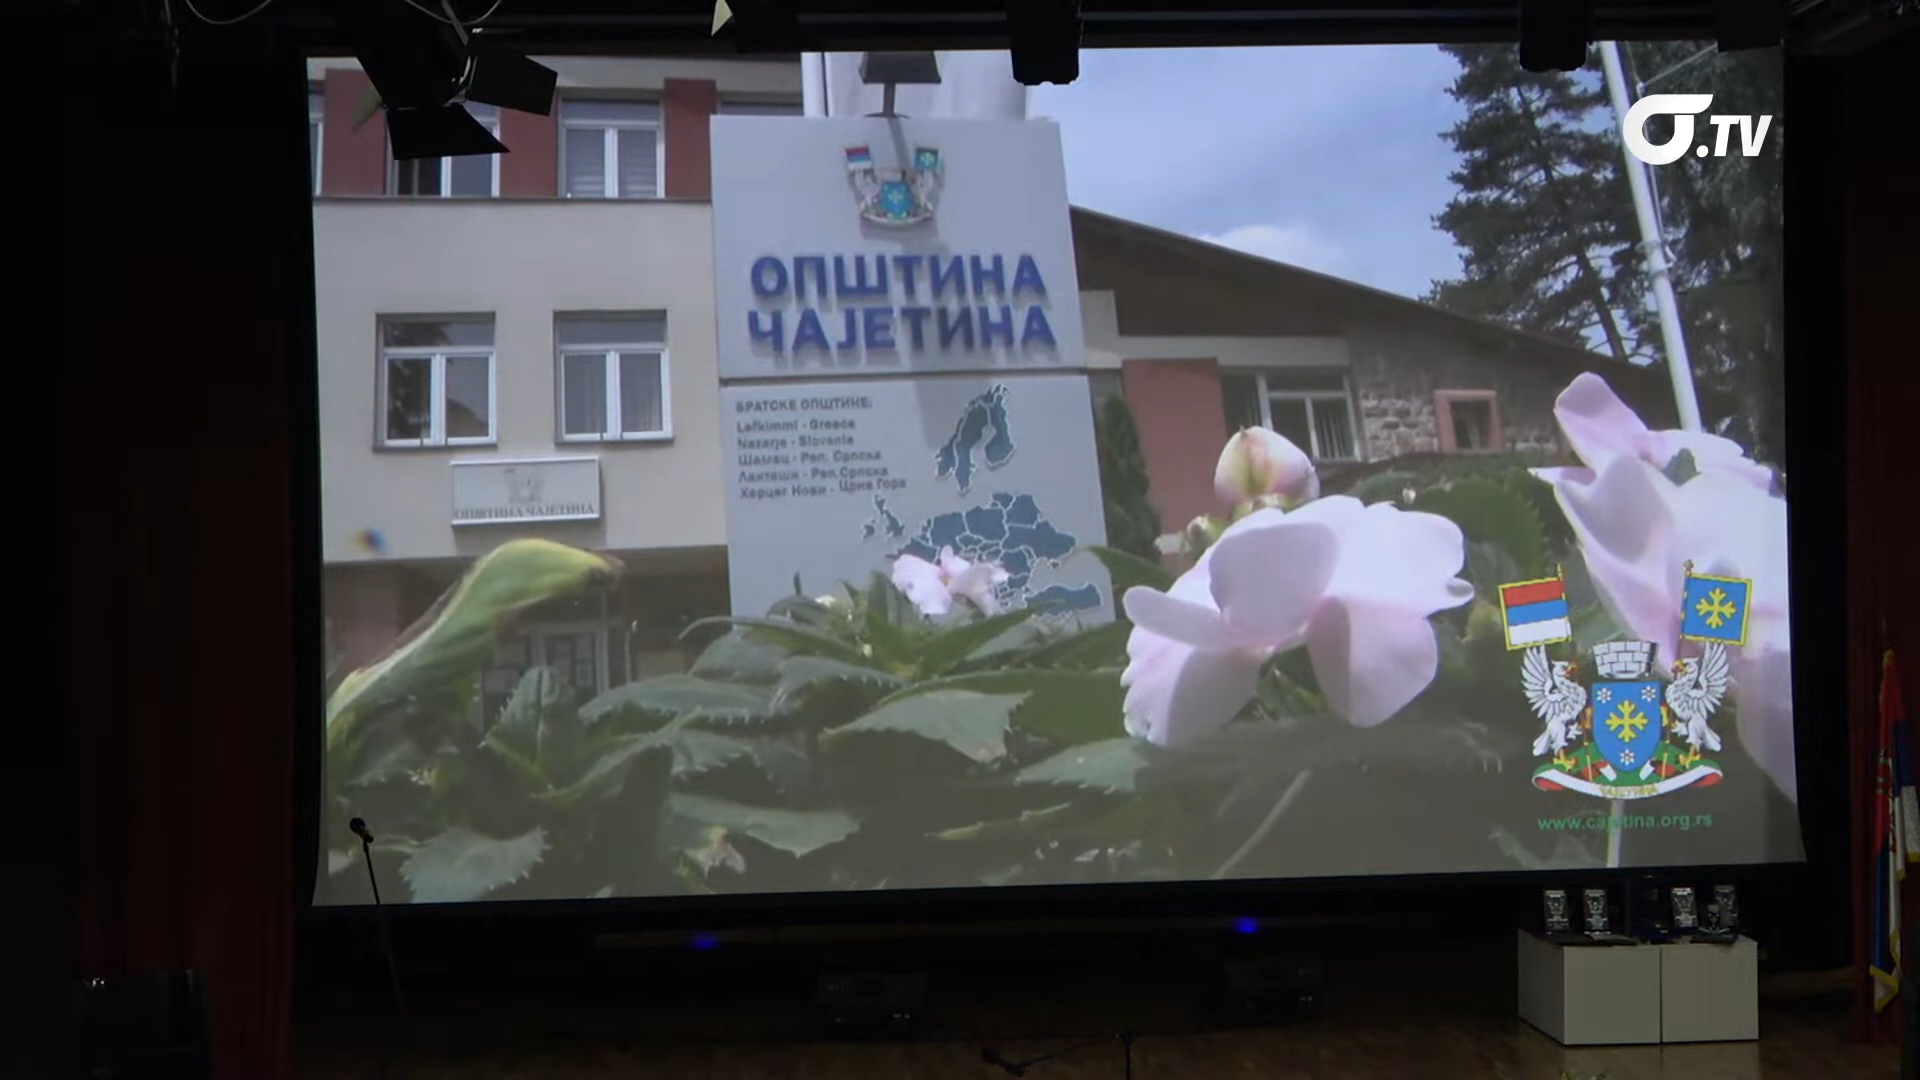 .TV
ОПШТИНА
ЧАЈЕТИНА
БРАТСКЕ ОПШТИНЕ:
Lefkimmi - Greece
Nazarje - Slovenia
Шамац - Реп. Српска
Лакташи - Реп. Српска
Херцег Нови - Црна Гора
ОПШТИНА ЧАЈЕТИНА
ЧАЈЕТИНА
www.cajetina.org.rs